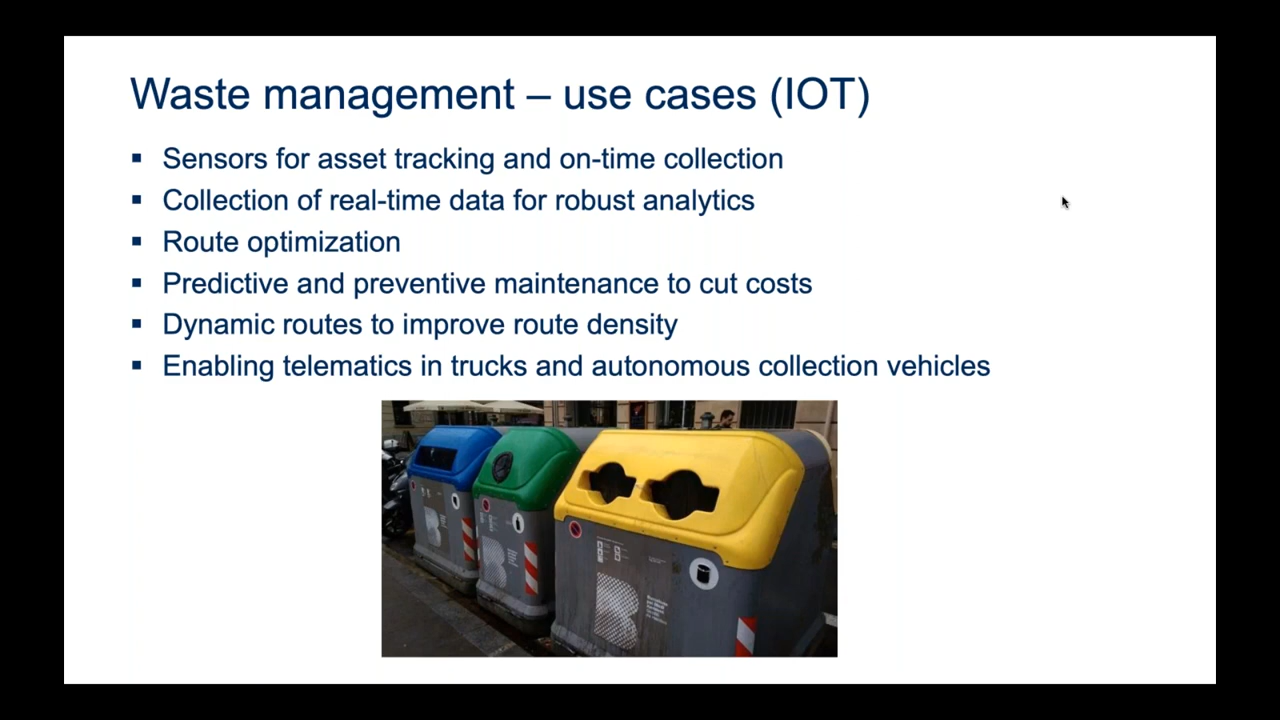 Waste management – use cases (IOT)
▪ Sensors for asset tracking and on-time collection
▪ Collection of real-time data for robust analytics
▪ Route optimization
▪ Predictive and preventive maintenance to cut costs
▪ Dynamic routes to improve route density
▪ Enabling telematics in trucks and autonomous collection vehicles
B
B
B